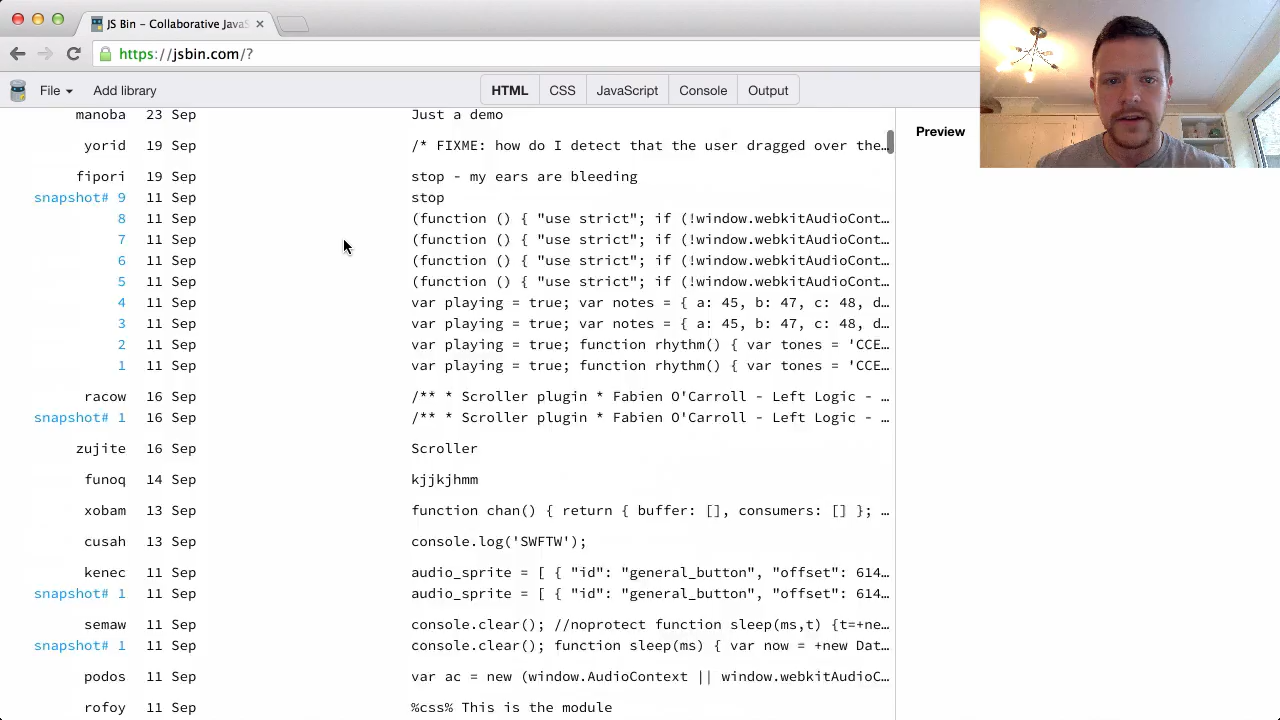 JS Bin - Collaborative JavaS
https://jsbin.com/?
File Add library HTML CSS JavaScript Console Output
manoba 23 Sep Just a demo
Preview
yorid 19 Sep /* FIXME: how do I detect that the user dragged over the…
fipori 19 Sep stop - my ears are bleeding
snapshot# 9 11 Sep stop
8 11 Sep (function () { "use strict"; if (!window.webkitAudioCont…
7 11 Sep (function () { "use strict"; if (!window.webkitAudioCont…
6 11 Sep (function () { "use strict"; if (!window.webkitAudioCont…
5 11 Sep (function () { "use strict"; if (!window.webkitAudioCont…
4 11 Sep var playing = true; var notes = { a: 45, b: 47, c: 48, d…
3 11 Sep var playing = true; var notes = { a: 45, b: 47, c: 48, d…
2 11 Sep var playing = true; function rhythm() { var tones = 'CCE…
1 11 Sep var playing = true; function rhythm() { var tones = 'CCE…
racow 16 Sep /** * Scroller plugin * Fabien O'Carroll - Left Logic - …
snapshot# 1 16 Sep /** * Scroller plugin * Fabien O'Carroll - Left Logic - …
zujite 16 Sep Scroller
funoq 14 Sep kjjkjhmm
xobam 13 Sep function chan() { return { buffer: [], consumers: [] }; …
cusah 13 Sep console.log('SWFTW');
kenec 11 Sep audio_sprite = [ { "id": "general_button", "offset": 614…
snapshot# 1 11 Sep audio_sprite = [ { "id": "general_button", "offset": 614…
semaw 11 Sep console.clear(); //noprotect function sleep(ms,t) {t=+ne…
snapshot# 1 11 Sep console.clear(); function sleep(ms) { var now = +new Dat…
podos 11 Sep var ac = new (window.AudioContext || window.webkitAudioC…
rofoy 11 Sep %css% This is the module